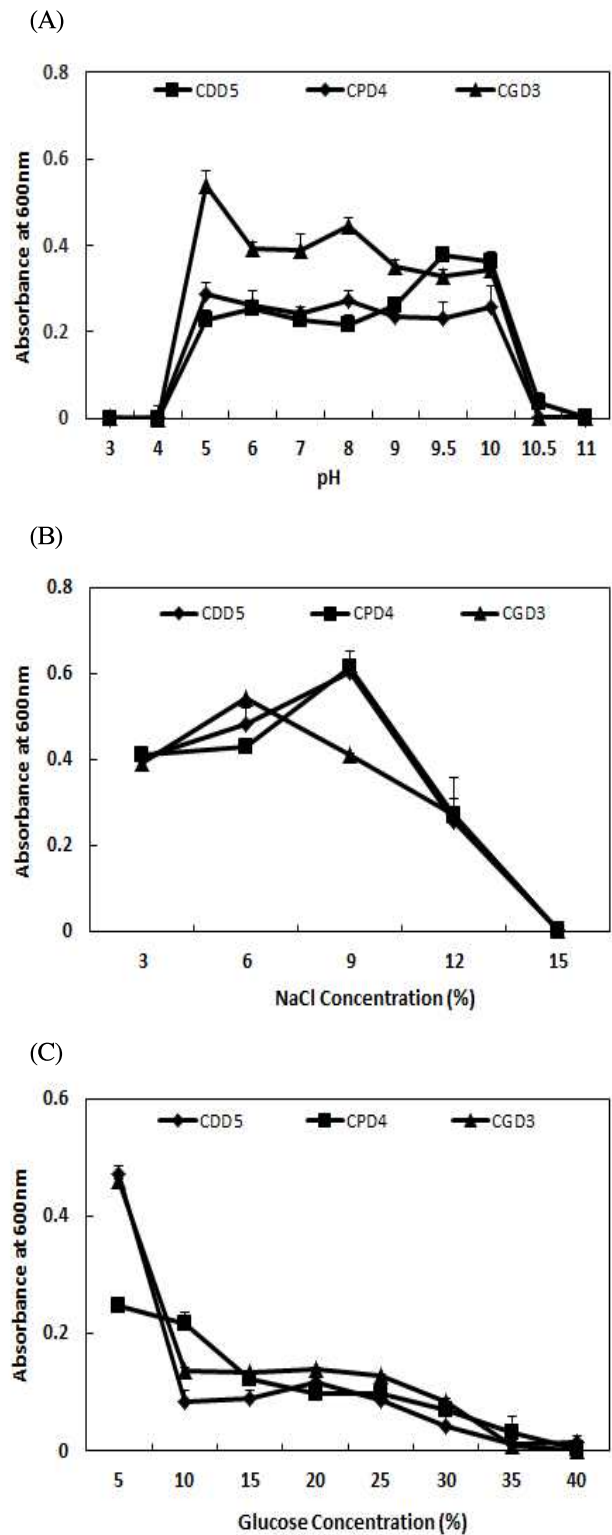 (A)
0.8
CDD5 CPD4 CGD3
0.6
0.4
0.2
0
Absorbance at 600nm
3 4 5 6 7 8 9 9.5 10 10.5 11
pH
(B)
0.8
CDD5 CPD4 CGD3
0.6
0.4
0.2
0
Absorbance at 600nm
3 6 9 12 15
NaCl Concentration (%)
(C)
0.6
CDD5 CPD4 CGD3
0.4
0.2
0
Absorbance at 600nm
5 10 15 20 25 30 35 40
Glucose Concentration (%)